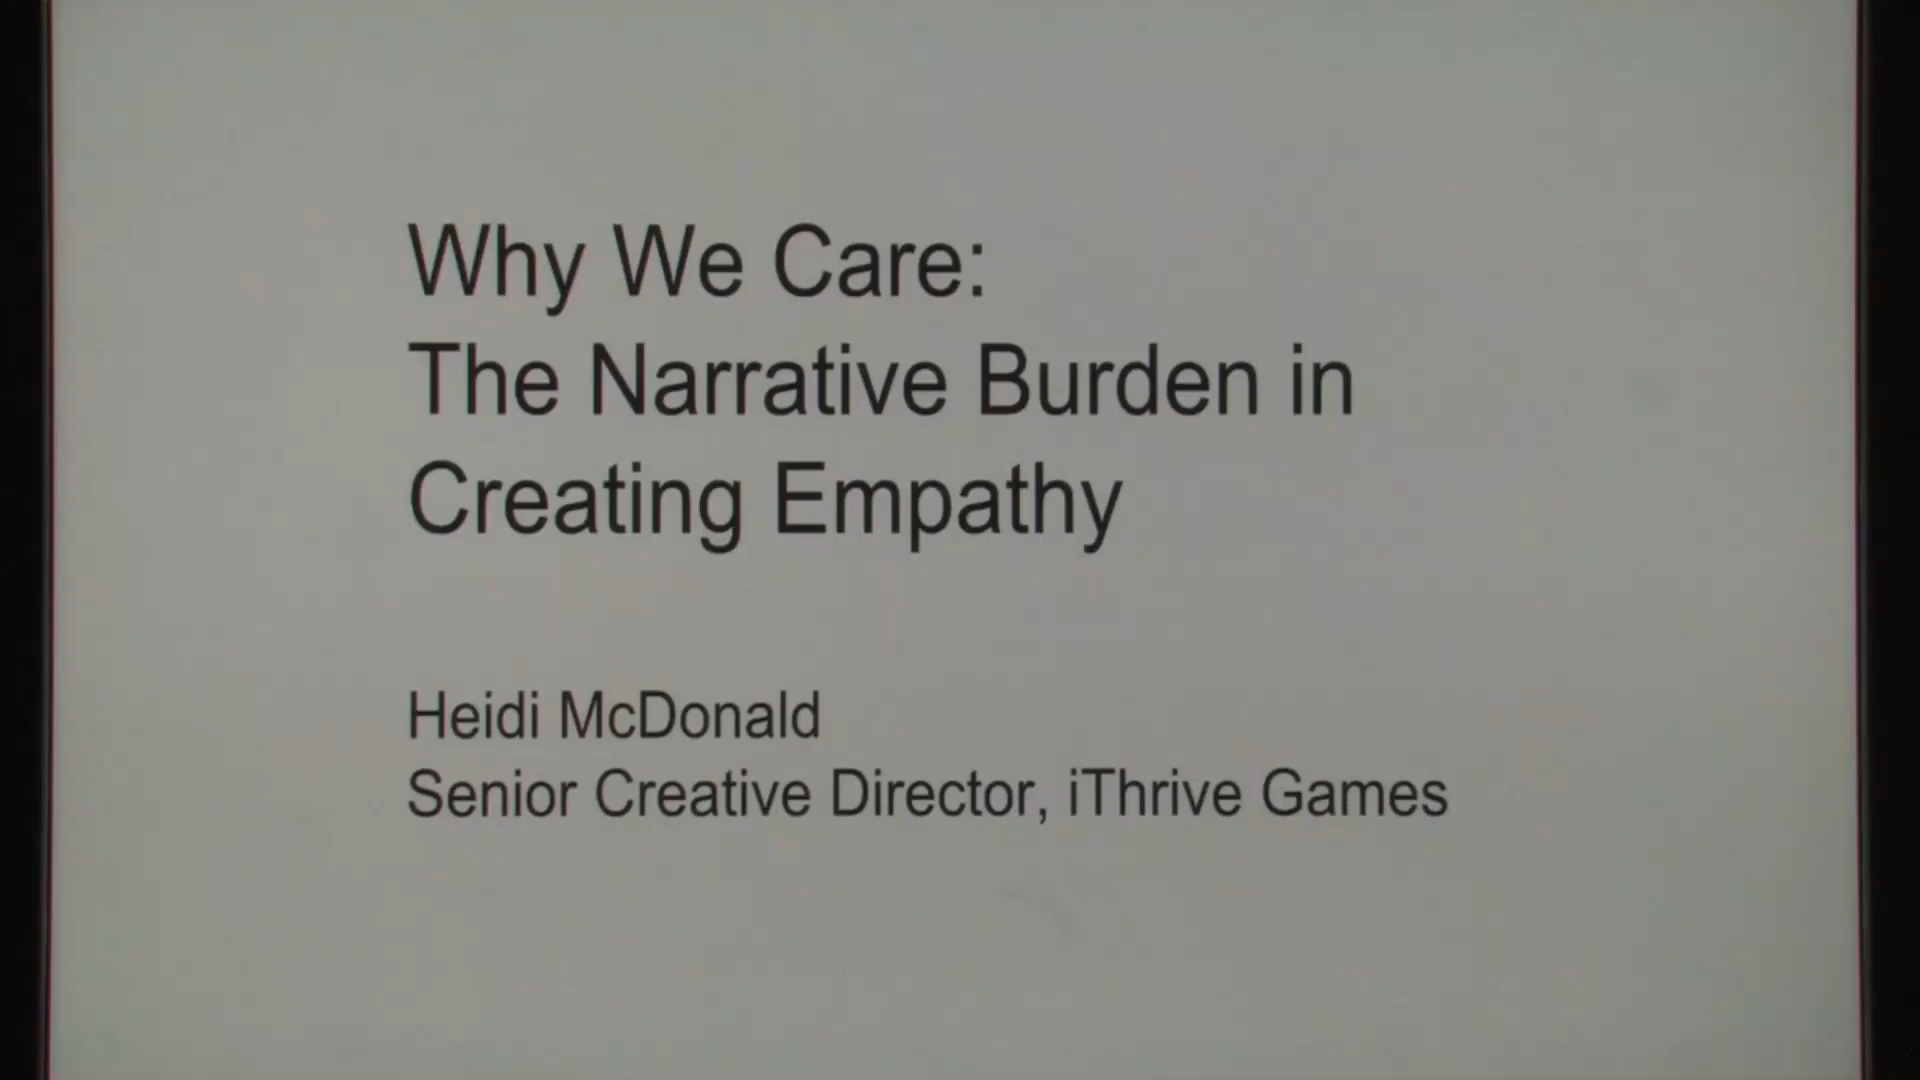 Why We Care:
The Narrative Burden in
Creating Empathy
Heidi McDonald
Senior Creative Director, iThrive Games